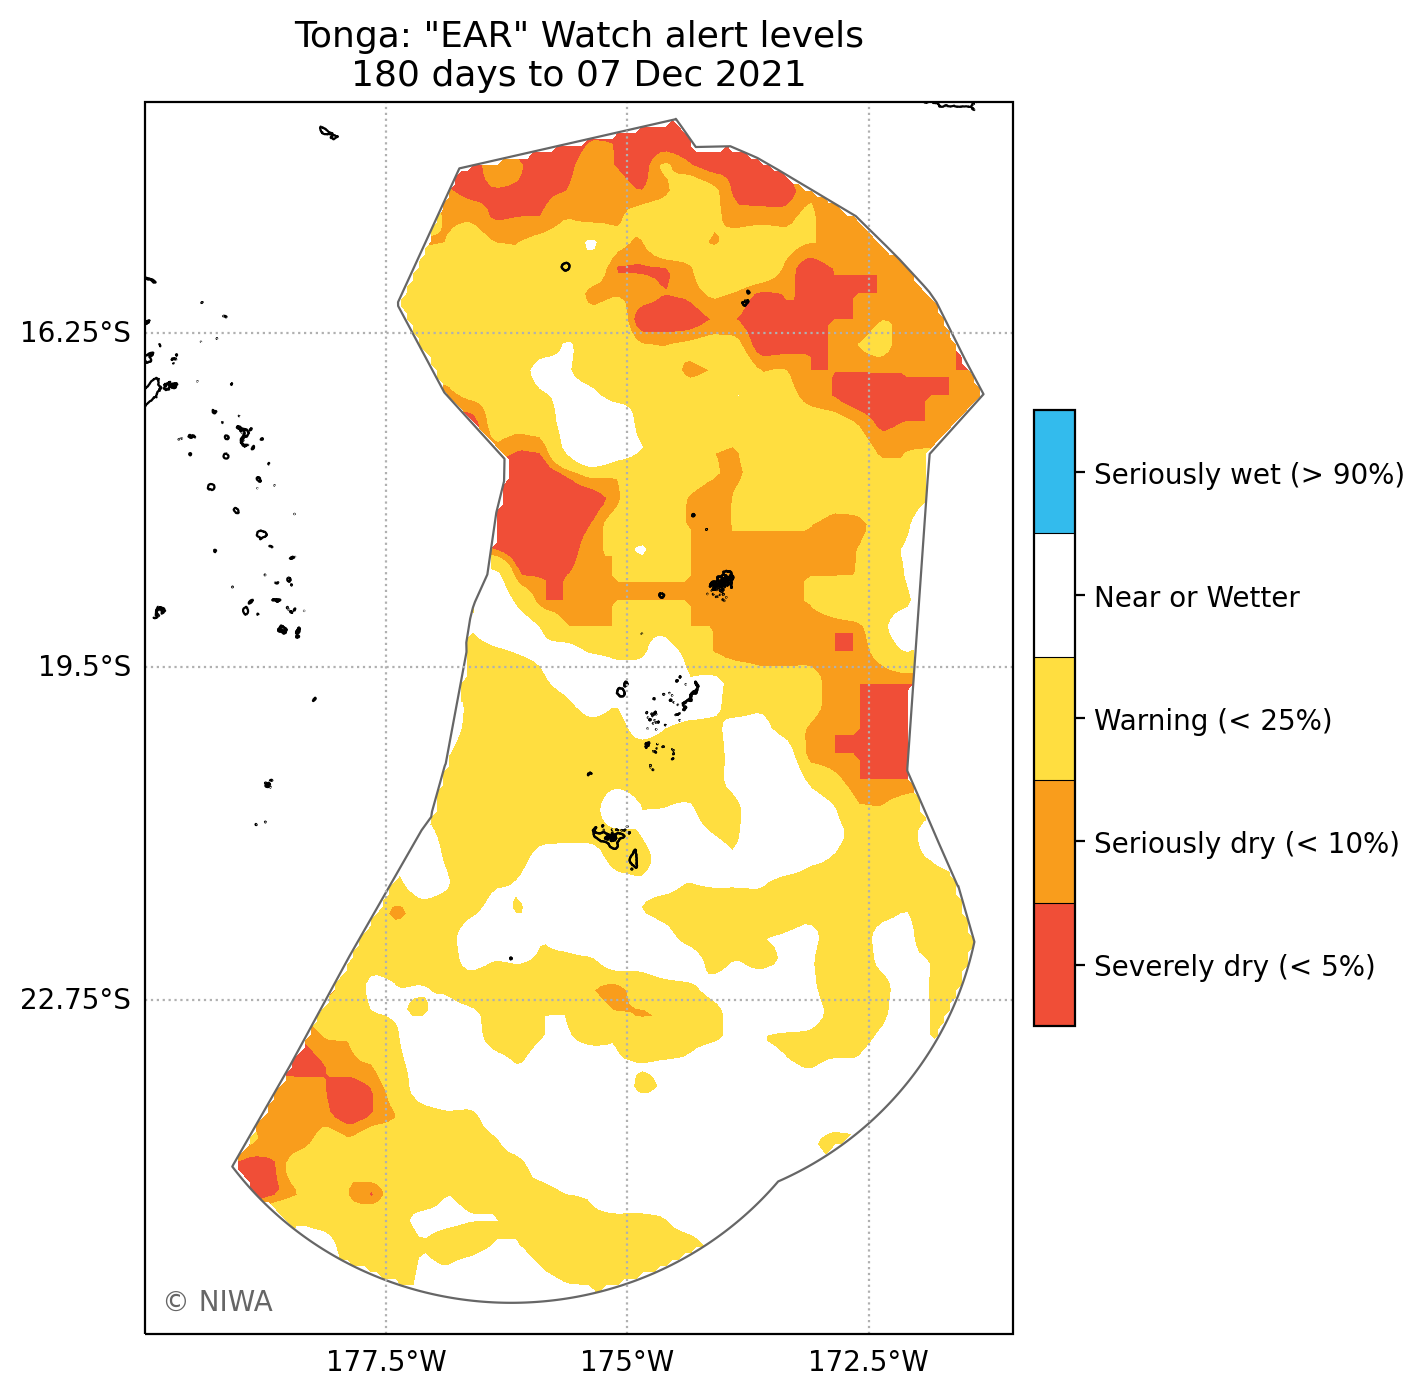 Tonga: "EAR" Watch alert levels
180 days to 07 Dec 2021
16.25°S
19.5°S
22.75°S
177.5°W
175°W
172.5°W
Seriously wet (> 90%)
Near or Wetter
Warning (< 25%)
Seriously dry (< 10%)
Severely dry (< 5%)
© NIWA